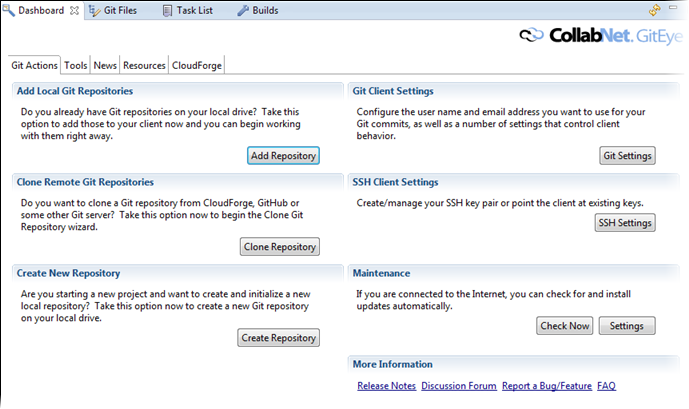 Dashboard Git Files Task List Builds
CollabNet. GitEye
Git Actions Tools News Resources CloudForge
Add Local Git Repositories
Do you already have Git repositories on your local drive? Take this
option to add those to your client now and you can begin working
with them right away.
Add Repository
Clone Remote Git Repositories
Do you want to clone a Git repository from CloudForge, GitHub or
some other Git server? Take this option now to begin the Clone Git
Repository wizard.
Clone Repository
Create New Repository
Are you starting a new project and want to create and initialize a new
local repository? Take this option now to create a new Git repository
on your local drive.
Create Repository
Git Client Settings
Configure the user name and email address you want to use for your
Git commits, as well as a number of settings that control client
behavior.
Git Settings
SSH Client Settings
Create/manage your SSH key pair or point the client at existing keys.
SSH Settings
Maintenance
If you are connected to the Internet, you can check for and install
updates automatically.
Check Now Settings
More Information
Release Notes Discussion Forum Report a Bug/Feature FAQ